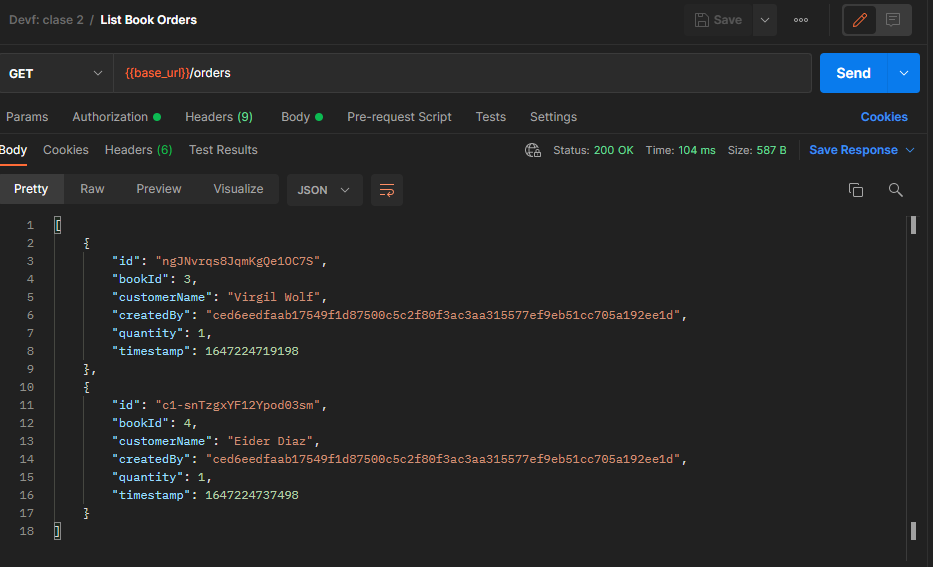 Devf: clase 2 / List Book Orders
Save
GET
{{base_url}}/orders
Send
Params Authorization Headers (9) Body Pre-request Script Tests Settings Cookies
Body Cookies Headers (6) Test Results Status: 200 OK Time: 104 ms Size: 587 B Save Response
Pretty Raw Preview Visualize JSON
1 [
2 {
3 "id": "ngJNvrqs8JqmKgQe1OC7S",
4 "bookId": 3,
5 "customerName": "Virgil Wolf",
6 "createdBy": "ced6eedfaab17549f1d87500c5c2f80f3ac3aa315577ef9eb51cc705a192ee1d",
7 "quantity": 1,
8 "timestamp": 1647224719198
9 },
10 {
11 "id": "c1-snTzgxYF12Ypod03sm",
12 "bookId": 4,
13 "customerName": "Eider Diaz",
14 "createdBy": "ced6eedfaab17549f1d87500c5c2f80f3ac3aa315577ef9eb51cc705a192ee1d",
15 "quantity": 1,
16 "timestamp": 1647224737498
17 }
18 ]